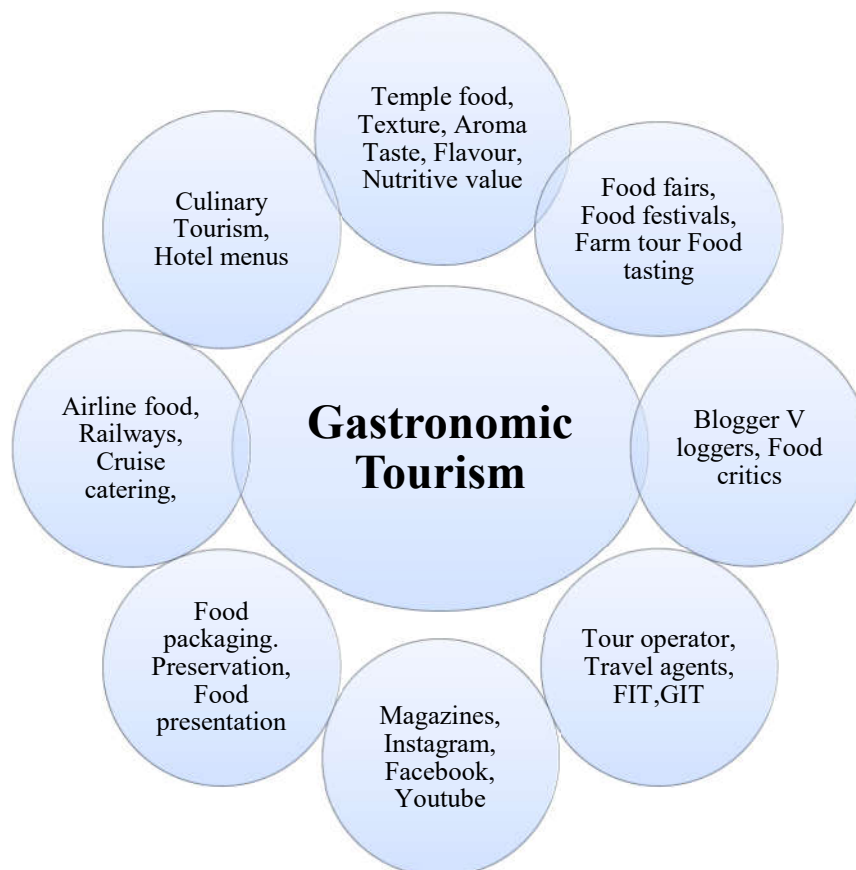 Temple food,
Texture, Aroma
Taste, Flavour,
Nutritive value
Food fairs,
Food festivals,
Farm tour Food
tasting
Blogger V
loggers, Food
critics
Tour operator,
Travel agents,
FIT,GIT
Magazines,
Instagram,
Facebook,
Youtube
Food
packaging.
Preservation,
Food
presentation
Airline food,
Railways,
Cruise
catering,
Culinary
Tourism,
Hotel menus
Gastronomic
Tourism